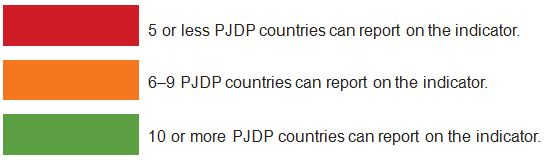 5 or less PJDP countries can report on the indicator.
6–9 PJDP countries can report on the indicator.
10 or more PJDP countries can report on the indicator.